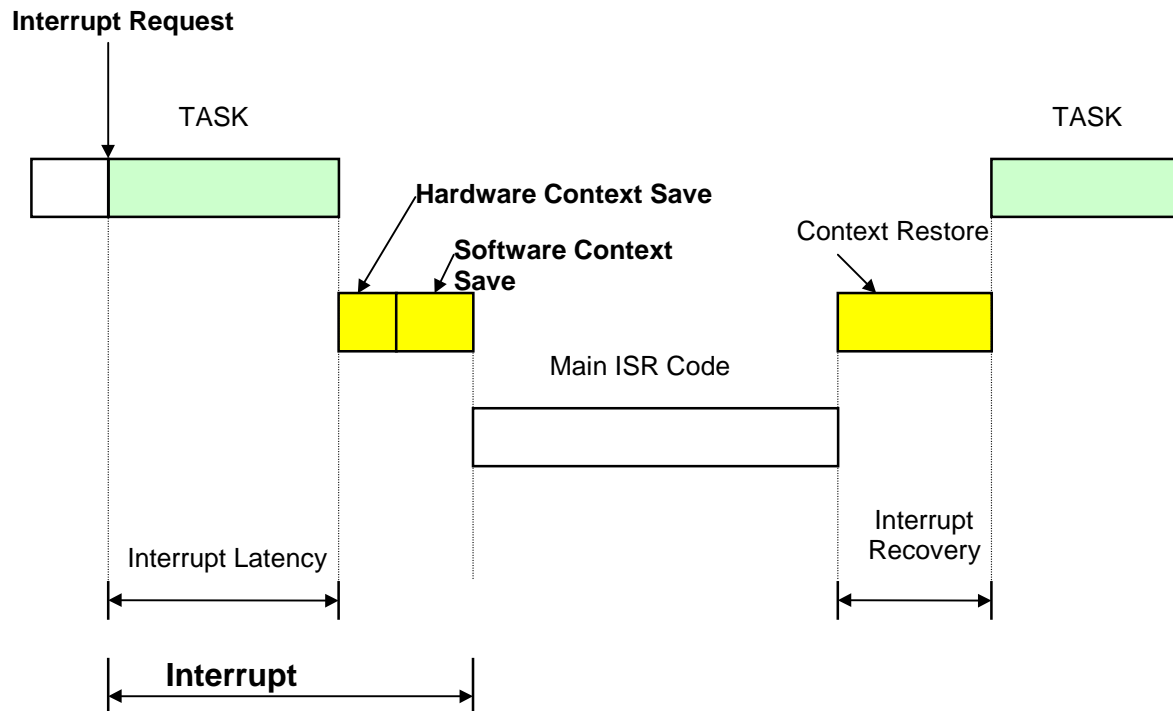 Interrupt Request
TASK
TASK
Hardware Context Save
Software Context
Save
Context Restore
Main ISR Code
Interrupt
Recovery
Interrupt Latency
Interrupt